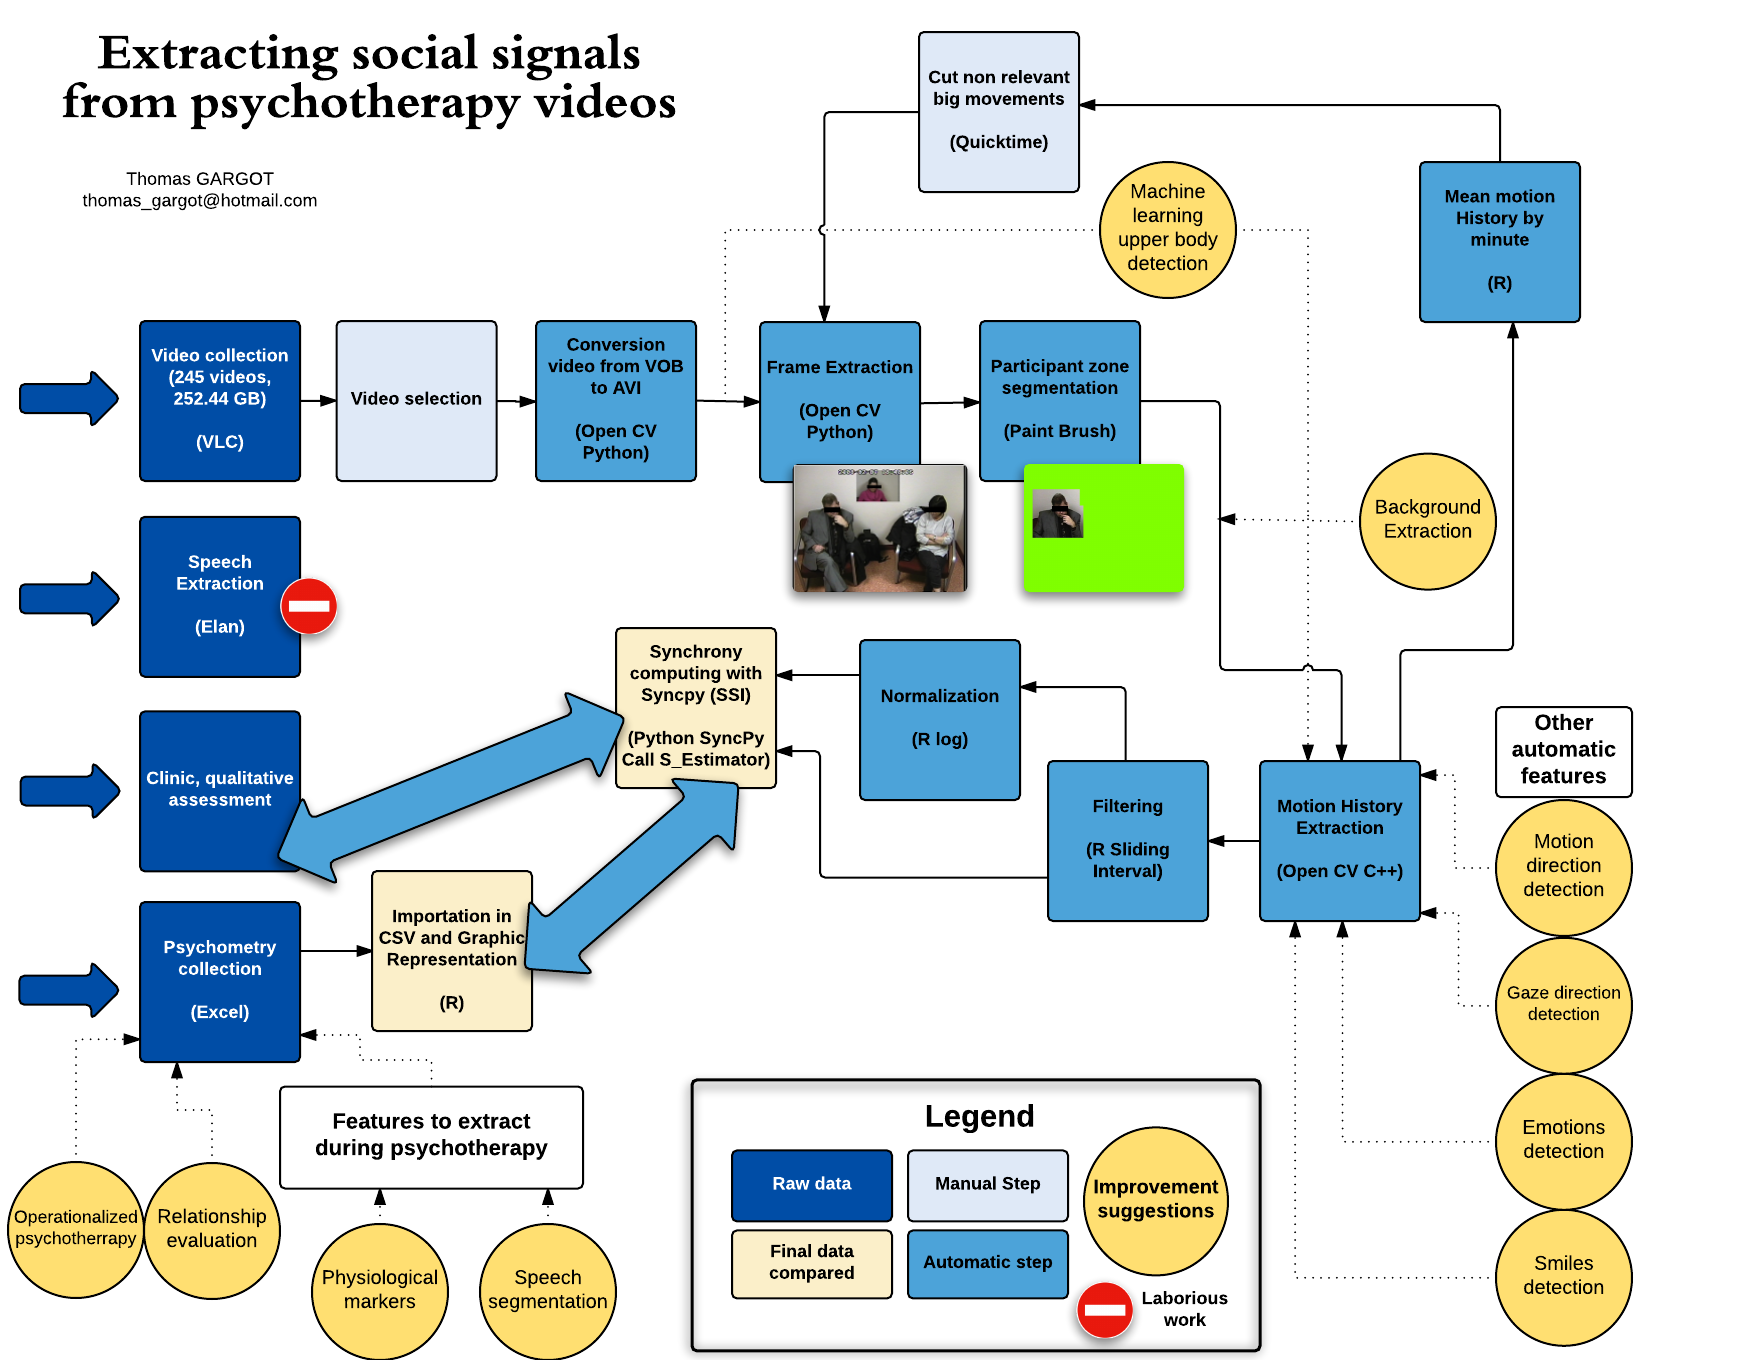 Extracting social signals
from psychotherapy videos
Thomas GARGOT
thomas_gargot@hotmail.com
Cut non relevant
big movements
(Quicktime)
Machine
learning
upper body
detection
Mean motion
History by
minute
(R)
Video collection
(245 videos,
252.44 GB)
(VLC)
Video selection
Conversion
video from VOB
to AVI
(Open CV
Python)
Frame Extraction
(Open CV
Python)
Participant zone
segmentation
(Paint Brush)
Background
Extraction
Speech
Extraction
(Elan)
Synchrony
computing with
Syncpy (SSI)
(Python SyncPy
Call S_Estimator)
Normalization
(R log)
Filtering
(R Sliding
Interval)
Motion History
Extraction
(Open CV C++)
Other
automatic
features
Motion
direction
detection
Gaze direction
detection
Emotions
detection
Smiles
detection
Clinic, qualitative
assessment
Psychometry
collection
(Excel)
Importation in
CSV and Graphic
Representation
(R)
Features to extract
during psychotherapy
Operationalized
psychotherrapy
Relationship
evaluation
Physiological
markers
Speech
segmentation
Legend
Raw data
Manual Step
Improvement
suggestions
Final data
compared
Automatic step
Laborious
work